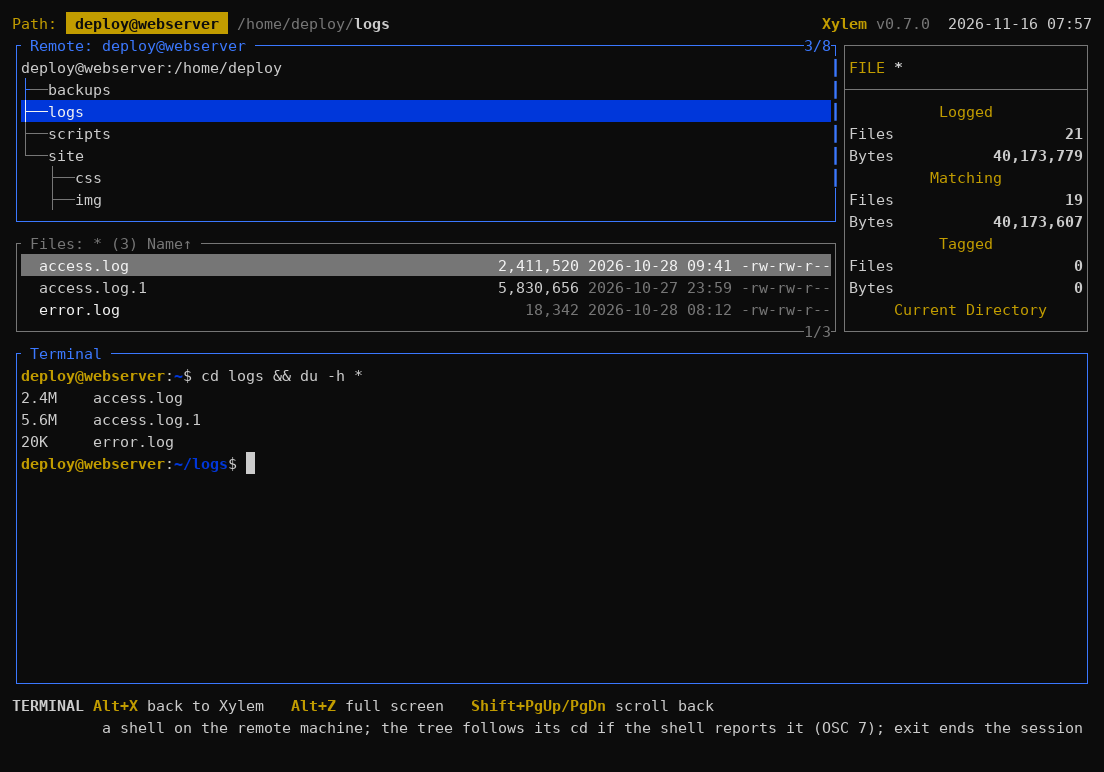 Path: deploy@webserver /home/deploy/logs Xylem v0.7.0 2026-11-16 07:57
Remote: deploy@webserver 3/8
deploy@webserver:/home/deploy
backups
logs
scripts
site
css
img
FILE *
Logged
Files 21
Bytes 40,173,779
Matching
Files 19
Bytes 40,173,607
Tagged
Files 0
Bytes 0
Current Directory
Files: * (3) Name↑
access.log 2,411,520 2026-10-28 09:41 -rw-rw-r--
access.log.1 5,830,656 2026-10-27 23:59 -rw-rw-r--
error.log 18,342 2026-10-28 08:12 -rw-rw-r--
1/3
Terminal
deploy@webserver:~$ cd logs && du -h *
2.4M access.log
5.6M access.log.1
20K error.log
deploy@webserver:~/logs$
TERMINAL Alt+X back to Xylem Alt+Z full screen Shift+PgUp/PgDn scroll back
a shell on the remote machine; the tree follows its cd if the shell reports it (OSC 7); exit ends the session